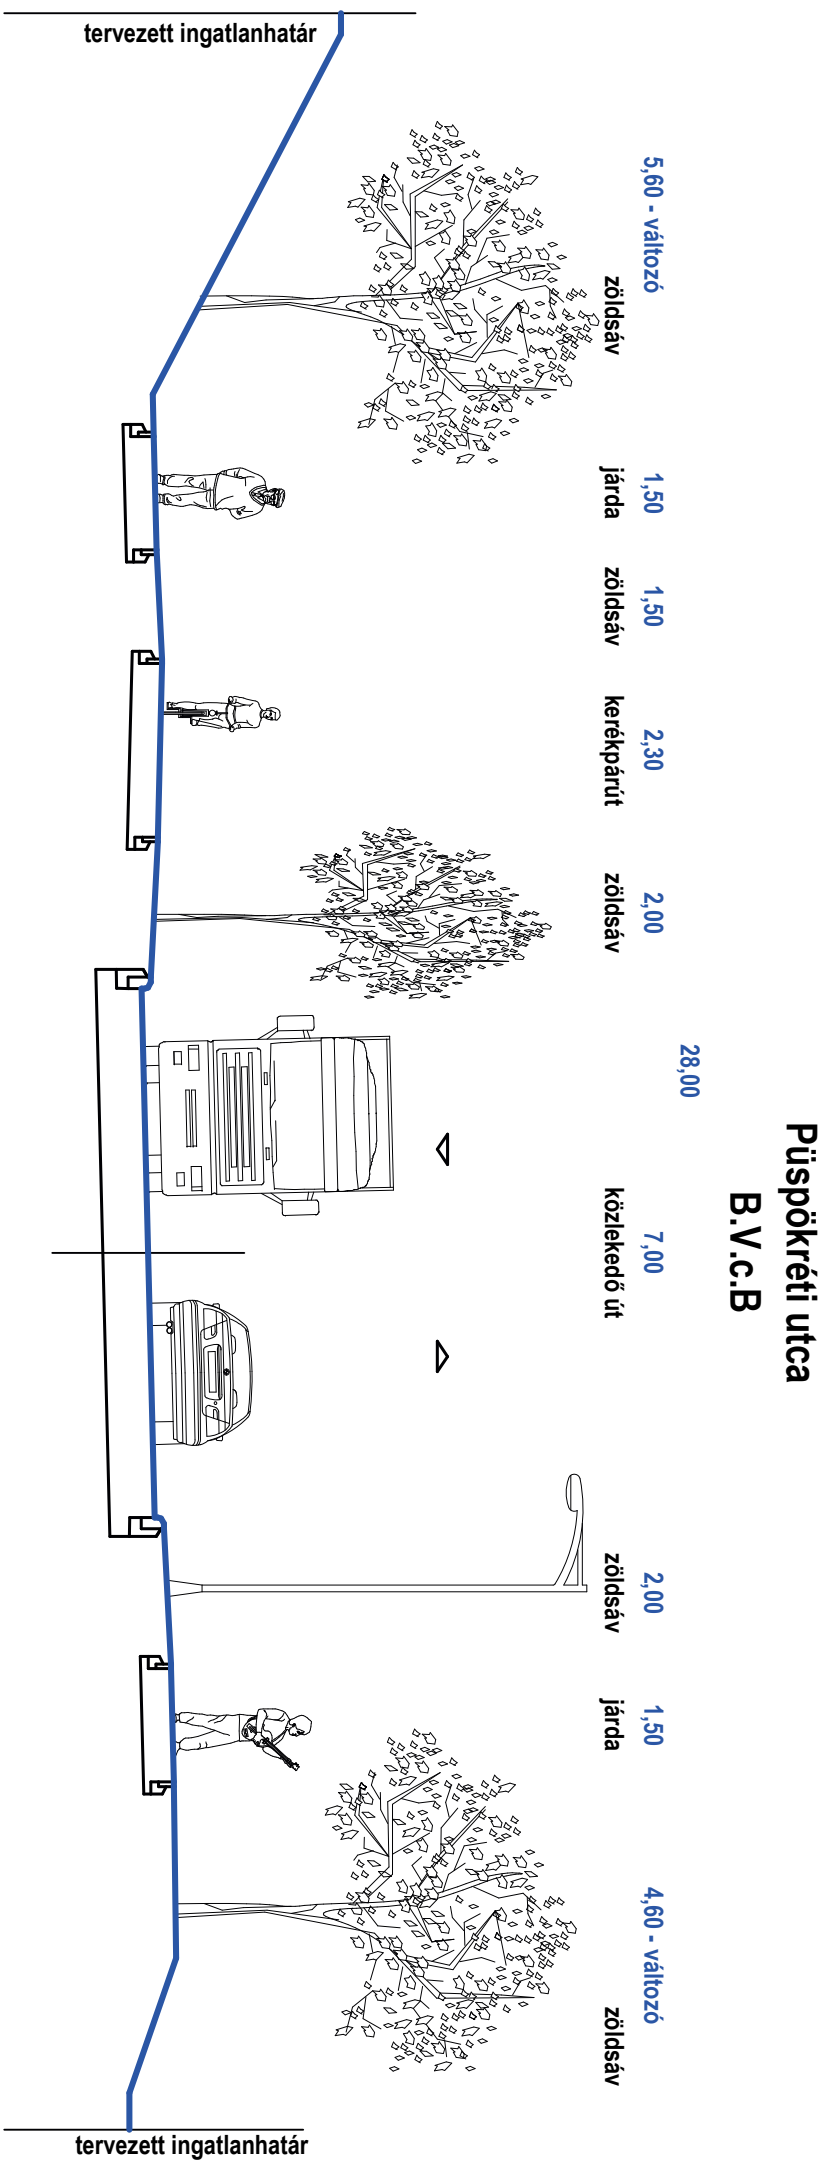 Püspökréti utca
B.V.c.B
28,00
5,60 - változó
1,50
1,50
2,30
2,00
7,00
2,00
1,50
4,60 - változó
zöldsáv
járda
zöldsáv
kerékpárút
zöldsáv
közlekedő út
zöldsáv
járda
zöldsáv
tervezett ingatlanhatár
tervezett ingatlanhatár